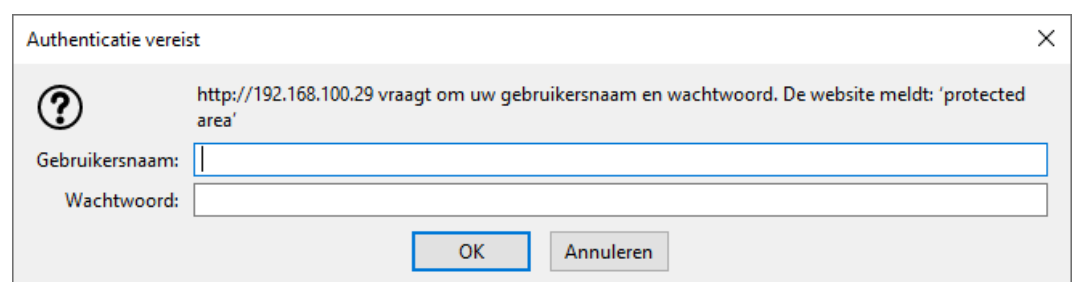 Authenticatie vereist
http://192.168.100.29 vraagt om uw gebruikersnaam en wachtwoord. De website meldt: ‘protected
area’
Gebruikersnaam:
Wachtwoord:
OK Annuleren